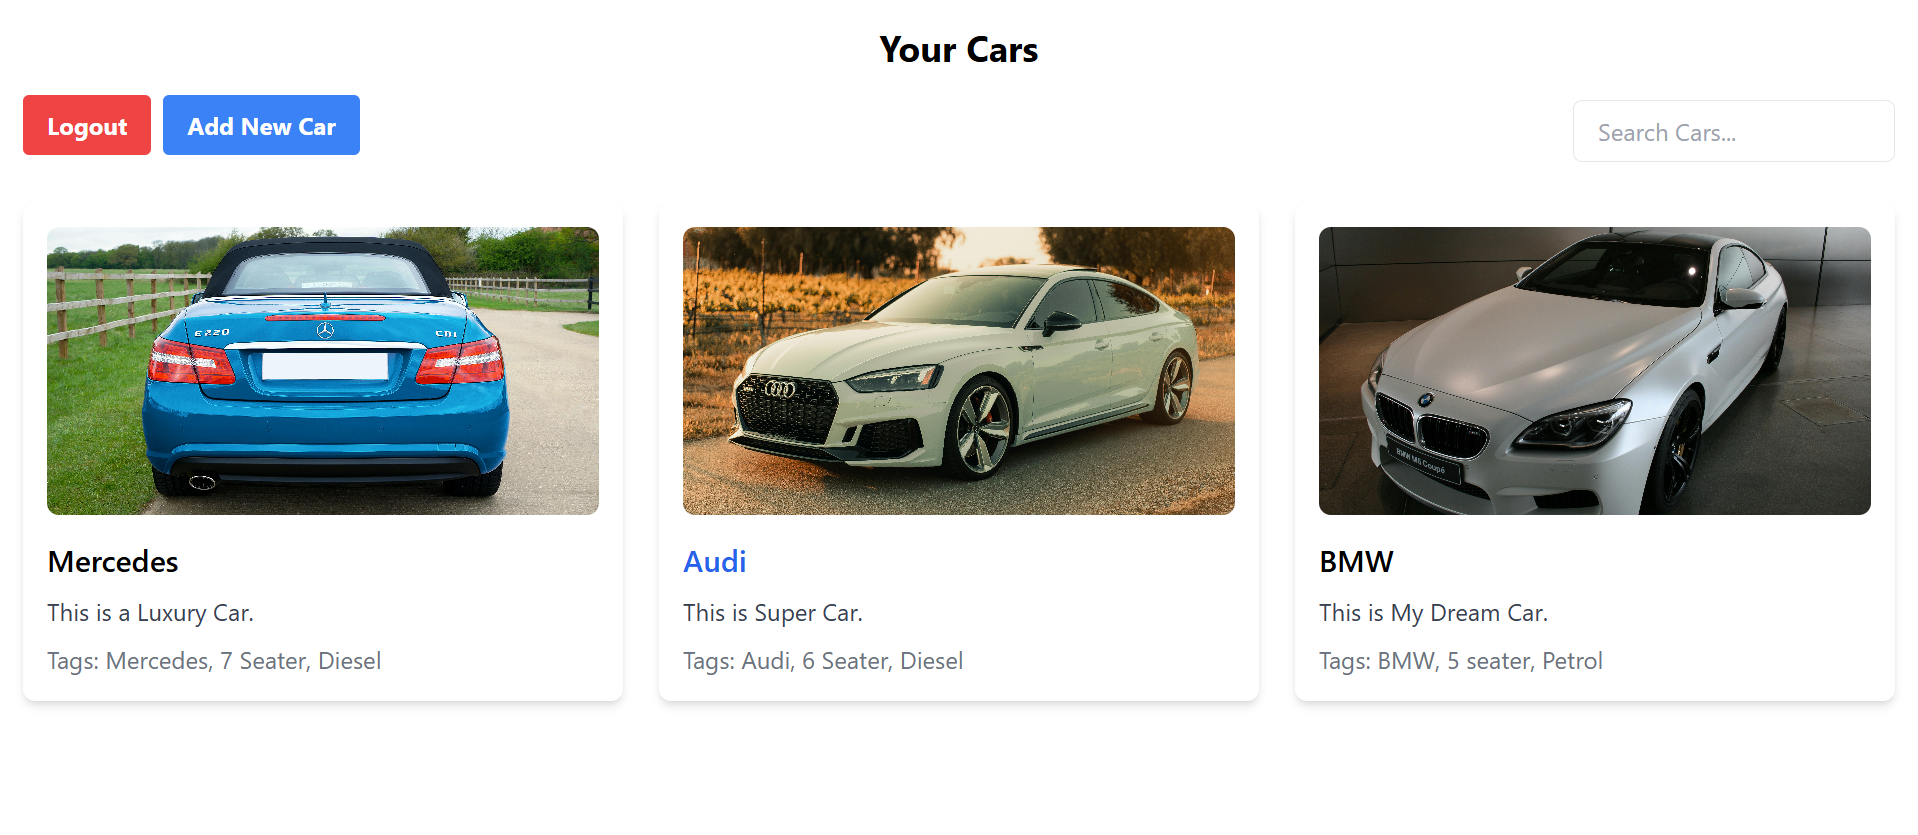 Your Cars
Logout
Add New Car
Search Cars...
E220
CDI
BMW M6 Coupé
Mercedes
Audi
BMW
This is a Luxury Car.
This is Super Car.
This is My Dream Car.
Tags: Mercedes, 7 Seater, Diesel
Tags: Audi, 6 Seater, Diesel
Tags: BMW, 5 seater, Petrol